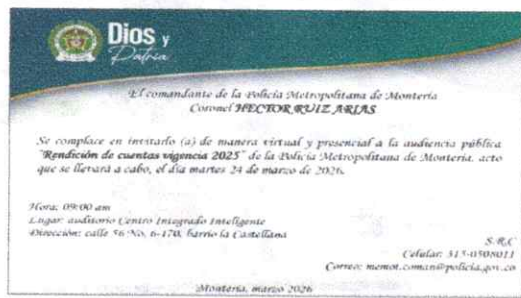 Dios y
Patria
El comandante de la Policía Metropolitana de Montería
Coronel HECTOR RUIZ ARIAS
Se complace en invitarlo (a) de manera virtual y presencial a la audiencia pública
"Rendición de cuentas vigencia 2025" de la Policía Metropolitana de Montería, acto
que se llevará a cabo, el día martes 24 de marzo de 2026.
Hora: 09:00 am
Lugar: auditorio Centro Integrado Inteligente
Dirección: calle 56 No. 6-170, barrio la Castellana
S.R.C
Celular: 315-0508011
Correo: memot.coman@policia.gov.co
Montería, marzo 2026